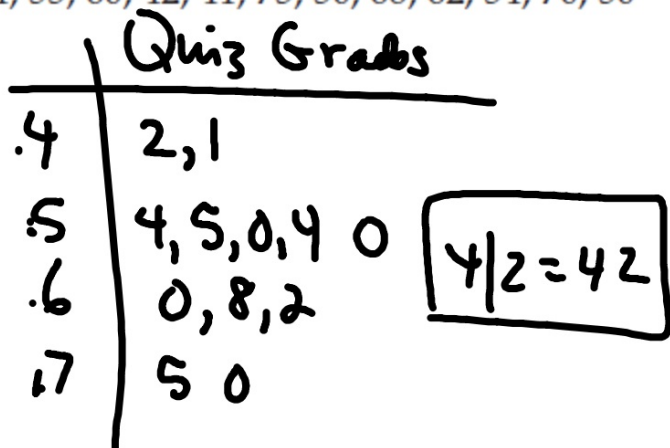 Quiz Grades
.4 | 2, 1
.5 | 4, 5, 0, 4 0
.6 | 0, 8, 2
.7 | 5 0
4|2 = 42